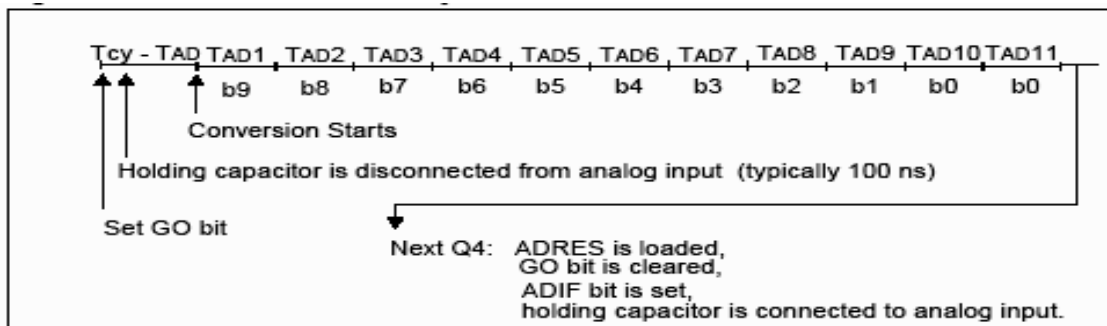 Tcy - TAD TAD1 TAD2 TAD3 TAD4 TAD5 TAD6 TAD7 TAD8 TAD9 TAD10 TAD11
b9 b8 b7 b6 b5 b4 b3 b2 b1 b0 b0
Conversion Starts
Holding capacitor is disconnected from analog input (typically 100 ns)
Set GO bit
Next Q4: ADRES is loaded,
GO bit is cleared,
ADIF bit is set,
holding capacitor is connected to analog input.